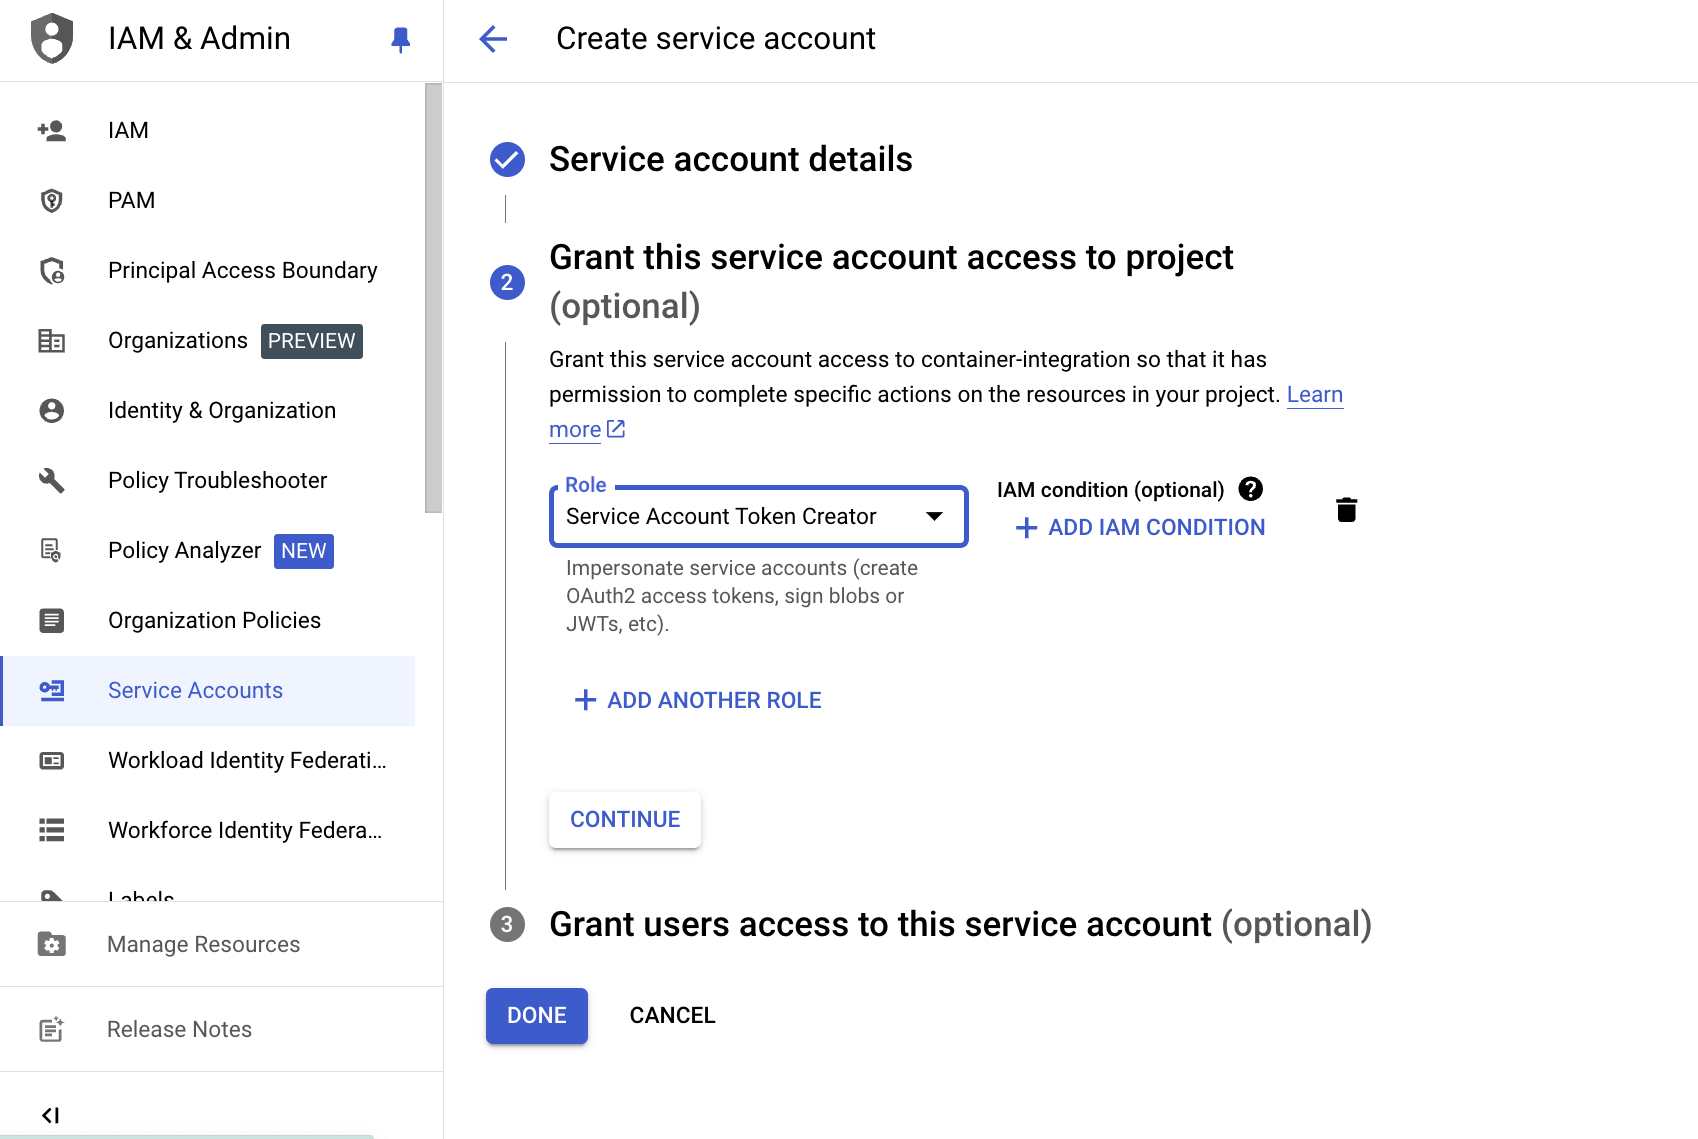 IAM & Admin
Create service account
IAM
PAM
Principal Access Boundary
Organizations PREVIEW
Identity & Organization
Policy Troubleshooter
Policy Analyzer NEW
Organization Policies
Service Accounts
Workload Identity Federati...
Workforce Identity Federa...
Labels
Manage Resources
Release Notes
Service account details
2
Grant this service account access to project
(optional)
Grant this service account access to container-integration so that it has
permission to complete specific actions on the resources in your project. Learn
more
Role
Service Account Token Creator
IAM condition (optional)
ADD IAM CONDITION
Impersonate service accounts (create
OAuth2 access tokens, sign blobs or
JWTs, etc).
ADD ANOTHER ROLE
CONTINUE
3
Grant users access to this service account (optional)
DONE
CANCEL